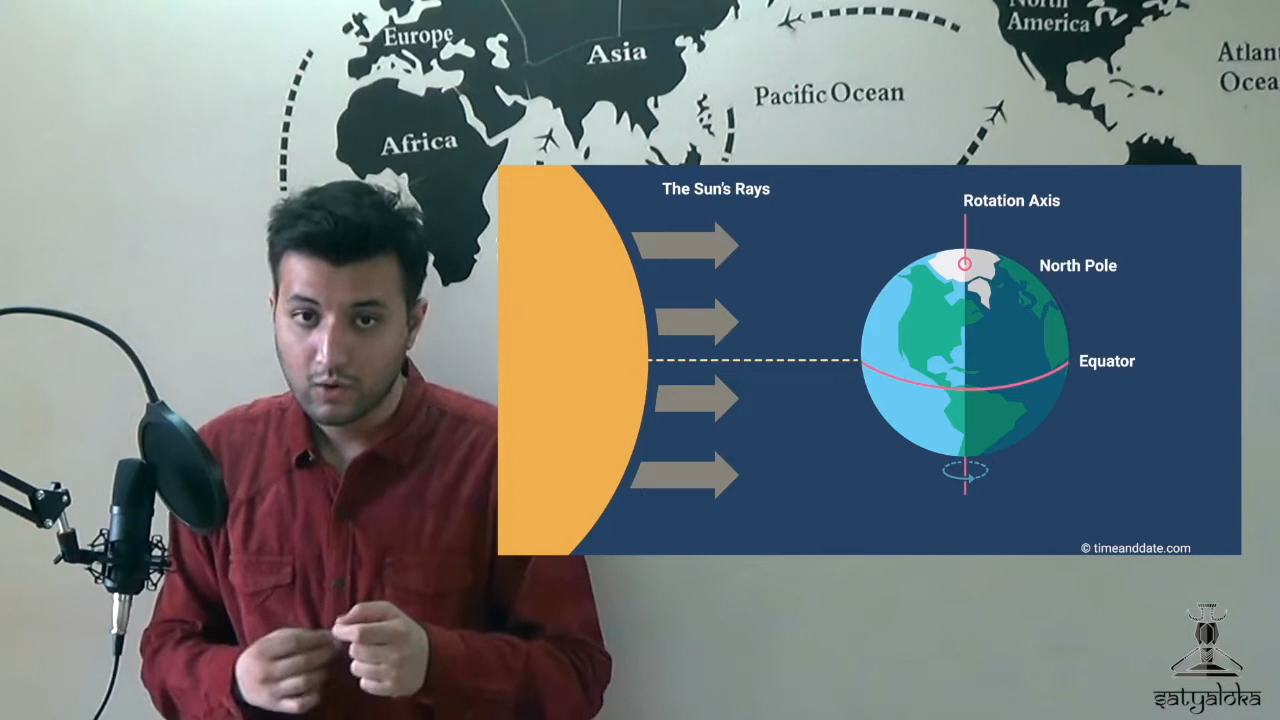 Europe
Asia
Africa
Pacific Ocean
North
America
Atlan
Ocea
The Sun's Rays
Rotation Axis
North Pole
Equator
© timeanddate.com
satyaloka